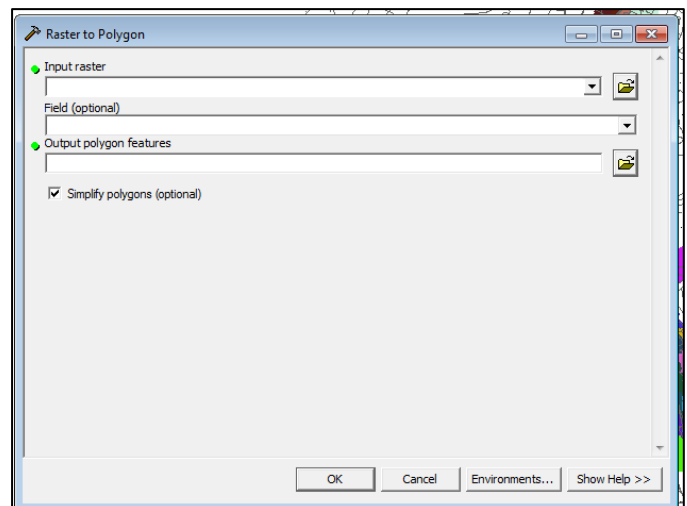 Raster to Polygon
Input raster
Field (optional)
Output polygon features
Simplify polygons (optional)
OK Cancel Environments... Show Help >>